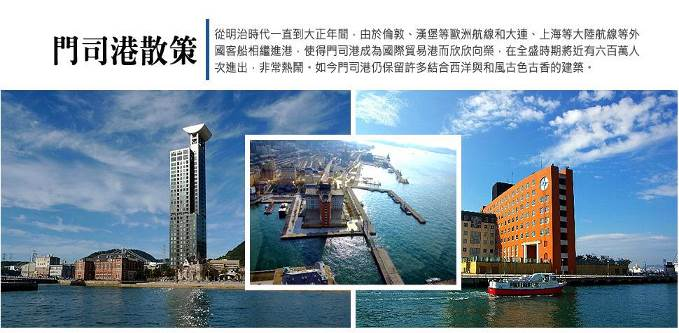 門司港散策
從明治時代一直到大正年間，由於倫敦、漢堡等歐洲航線和大連、上海等大陸航線等外
國客船相繼進港，使得門司港成為國際貿易港而欣欣向榮，在全盛時期將近有六百萬人
次進出，非常熱鬧。如今門司港仍保留許多結合西洋與和風古色古香的建築。